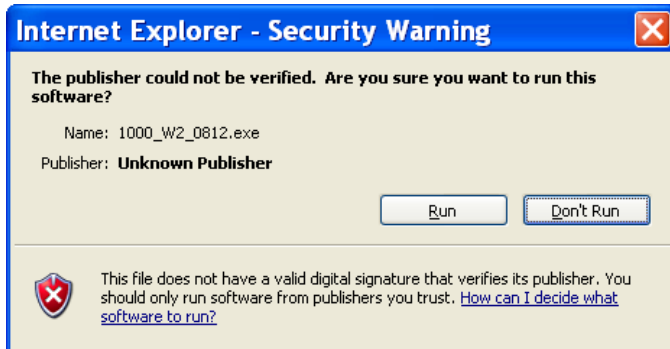 Internet Explorer - Security Warning
The publisher could not be verified.  Are you sure you want to run this
software?
Name: 1000_W2_0812.exe
Publisher: Unknown Publisher
Run
Don't Run
This file does not have a valid digital signature that verifies its publisher. You
should only run software from publishers you trust. How can I decide what
software to run?